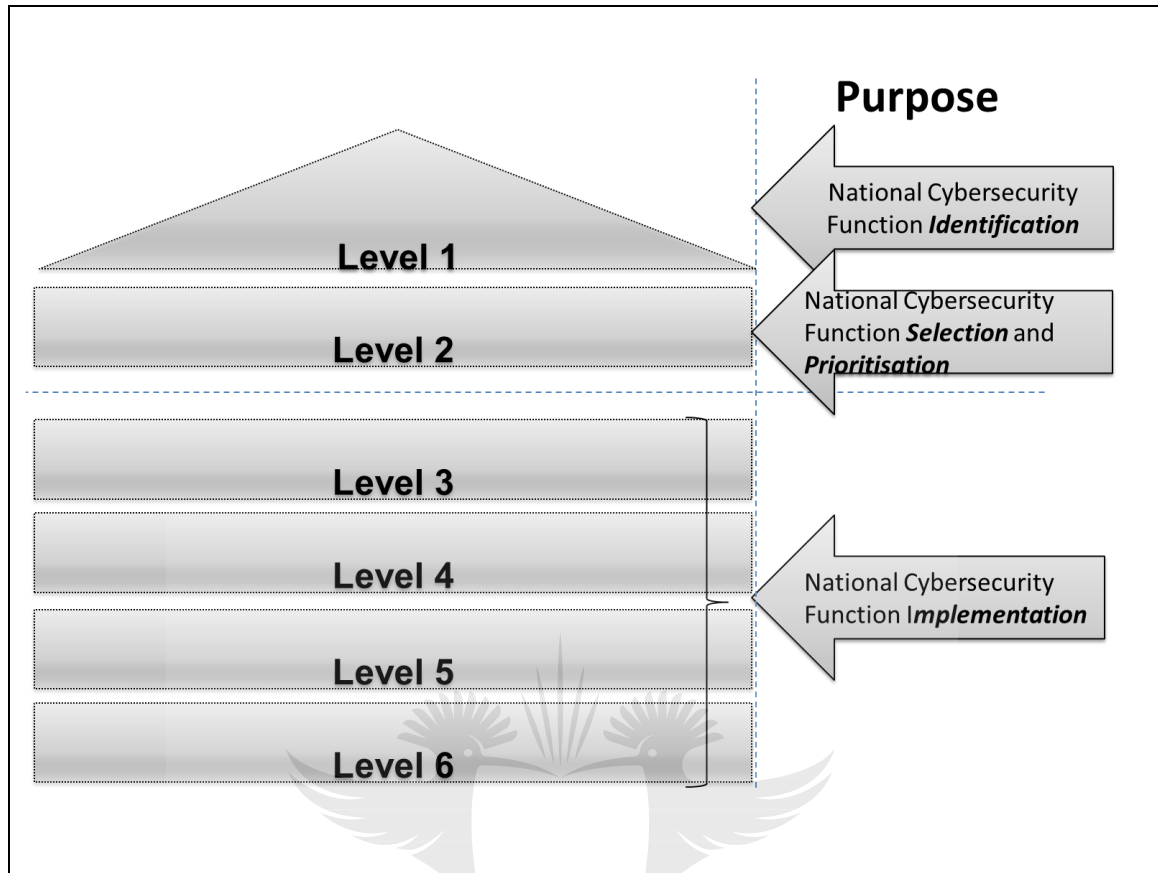 Purpose
National Cybersecurity
Function Identification
Level 1
National Cybersecurity
Function Selection and
Prioritisation
Level 2
Level 3
Level 4
National Cybersecurity
Function Implementation
Level 5
Level 6